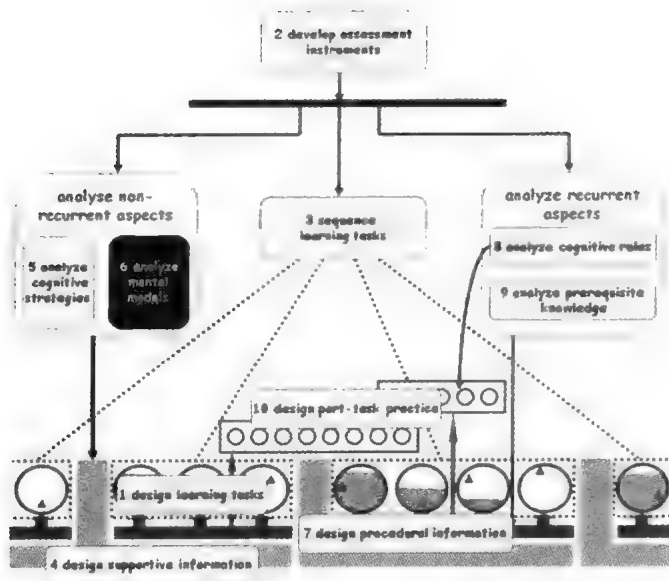 2 develop assessment
instruments
analyse non-
recurrent aspects
3 sequence
learning tasks
analyze recurrent
aspects
5 analyze
cognitive
strategies
6 analyze
mental
models
8 analyze cognitive rules
9 analyze prerequisite
knowledge
10 design part-task practice
1 design learning tasks
7 design procedural information
4 design supportive information